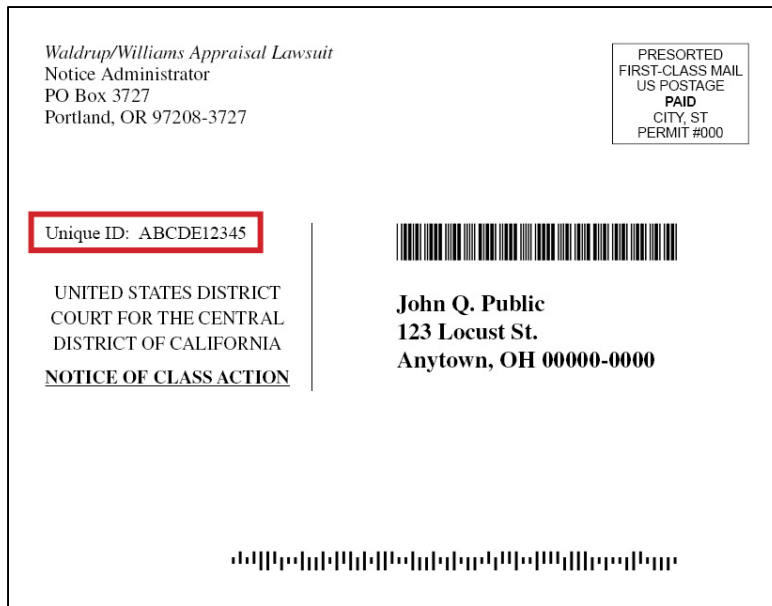 Waldrup/Williams Appraisal Lawsuit
Notice Administrator
PO Box 3727
Portland, OR 97208-3727
PRESORTED
FIRST-CLASS MAIL
US POSTAGE
PAID
CITY, ST
PERMIT #000
Unique ID: ABCDE12345
UNITED STATES DISTRICT
COURT FOR THE CENTRAL
DISTRICT OF CALIFORNIA
NOTICE OF CLASS ACTION
John Q. Public
123 Locust St.
Anytown, OH 00000-0000